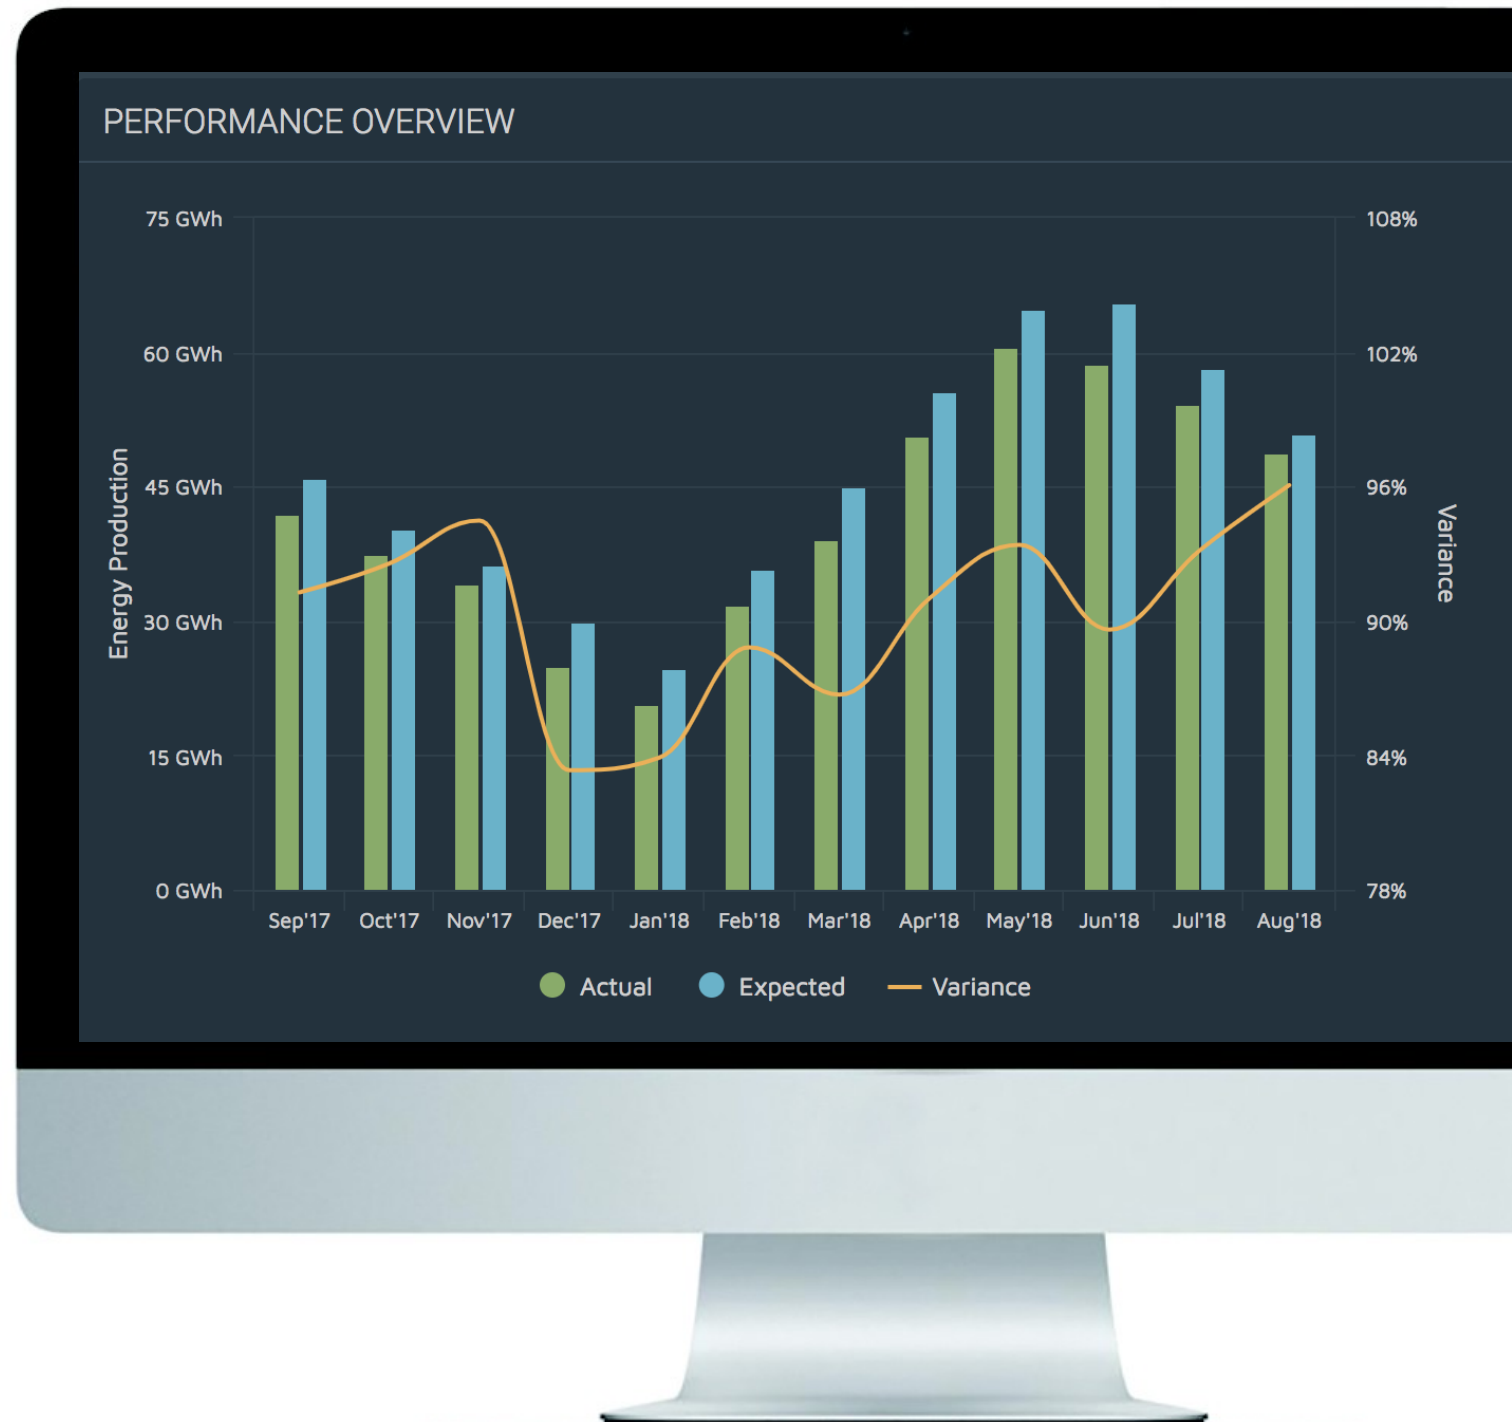 PERFORMANCE OVERVIEW
75 GWh
108%
60 GWh
102%
45 GWh
96%
30 GWh
90%
15 GWh
84%
0 GWh
78%
Energy Production
Variance
Sep'17 Oct'17 Nov'17 Dec'17 Jan'18 Feb'18 Mar'18 Apr'18 May'18 Jun'18 Jul'18 Aug'18
Actual Expected Variance